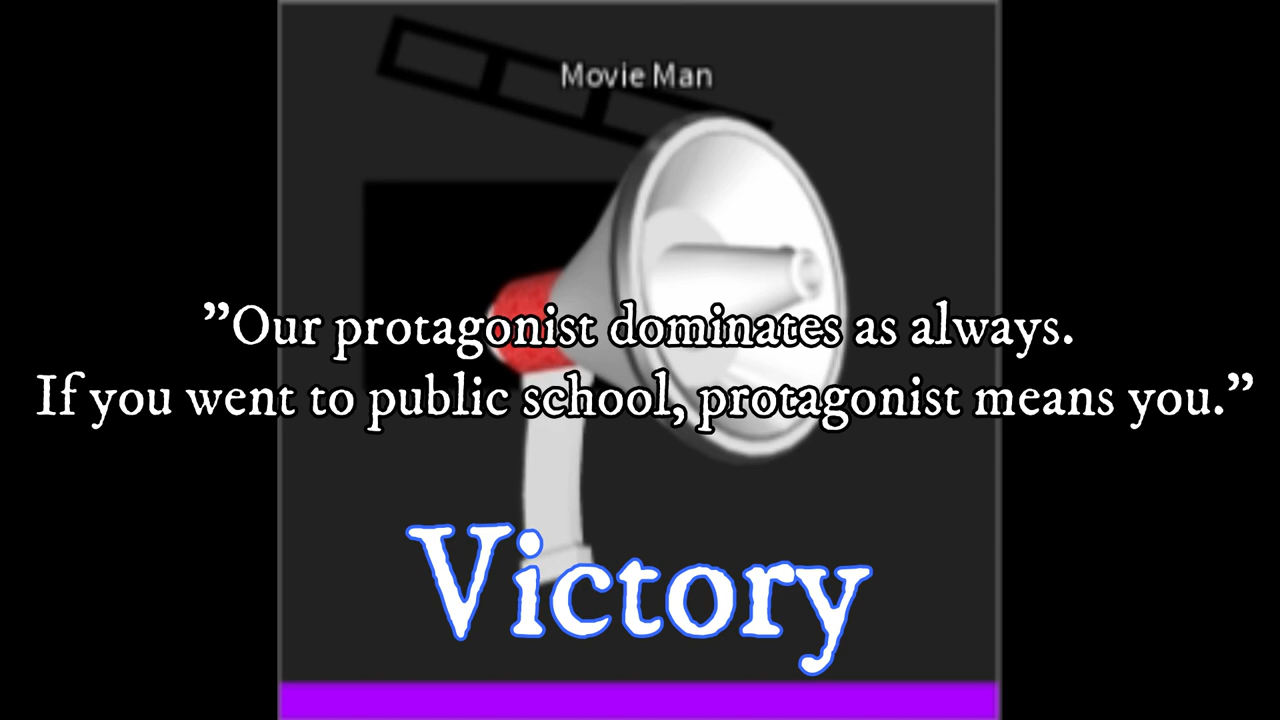 Movie Man
”Our protagonist dominates as always.
If you went to public school, protagonist means you.”
Victory